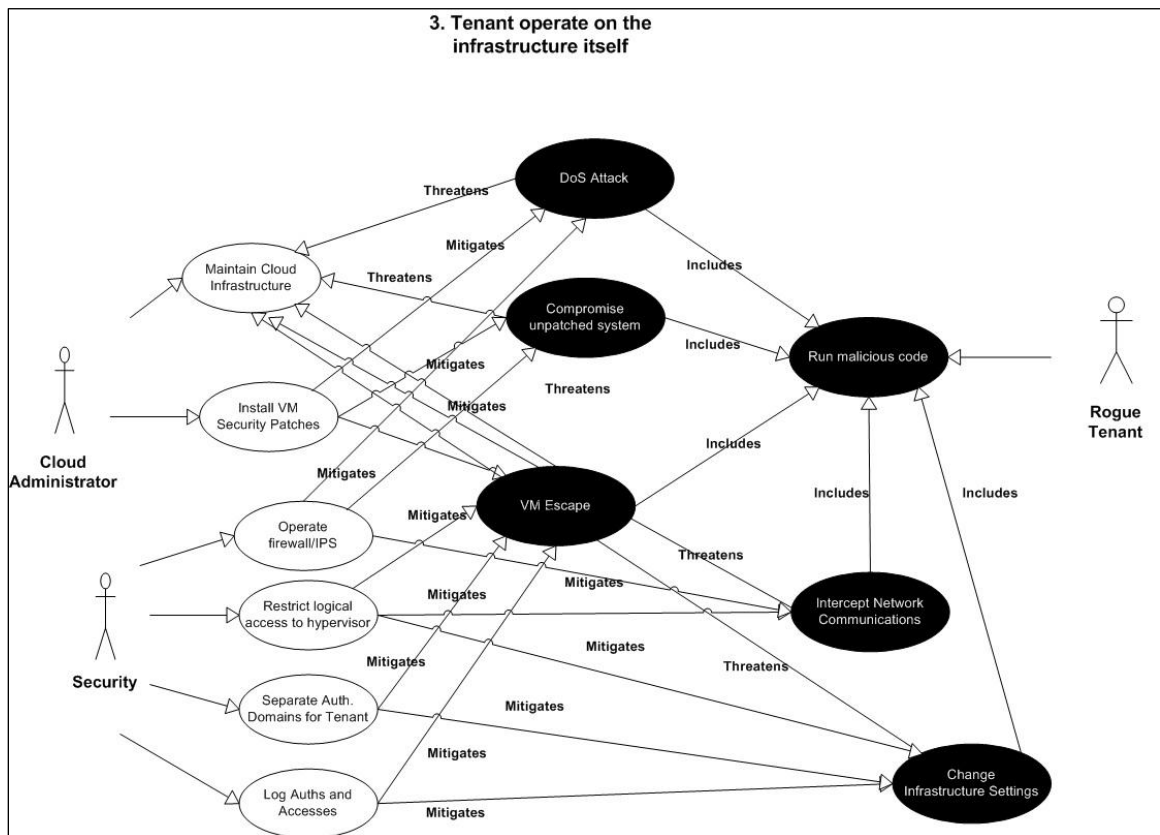 3. Tenant operate on the
infrastructure itself
DoS Attack
Threatens
Mitigates
Includes
Maintain Cloud
Infrastructure
Threatens
Compromise
unpatched system
Includes
Run malicious code
Rogue
Tenant
Mitigates
Threatens
Mitigates
Install VM
Security Patches
Cloud
Administrator
Includes
Mitigates
VM Escape
Includes
Includes
Mitigates
Operate
firewall/IPS
Threatens
Mitigates
Mitigates
Restrict logical
access to hypervisor
Intercept Network
Communications
Mitigates
Mitigates
Threatens
Security
Separate Auth.
Domains for Tenant
Mitigates
Mitigates
Log Auths and
Accesses
Mitigates
Change
Infrastructure Settings